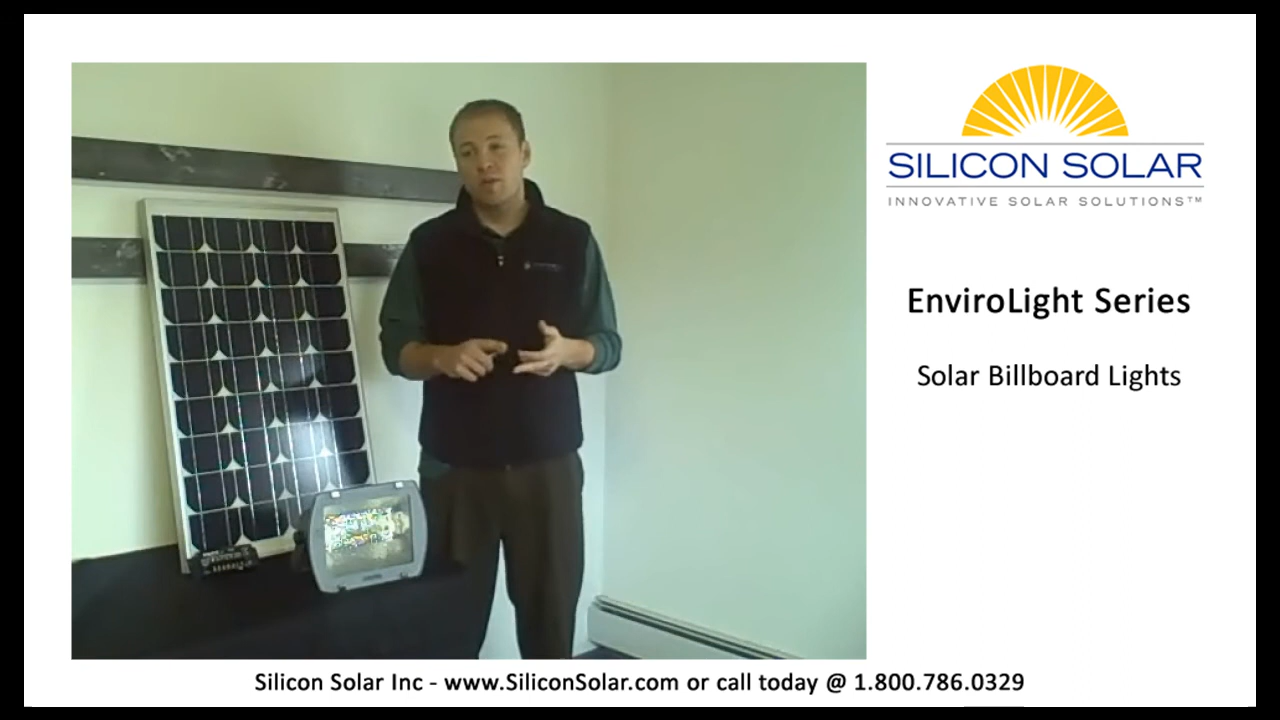 SILICON SOLAR
INNOVATIVE SOLAR SOLUTIONS™
EnviroLight Series
Solar Billboard Lights
Silicon Solar Inc - www.SiliconSolar.com or call today @ 1.800.786.0329